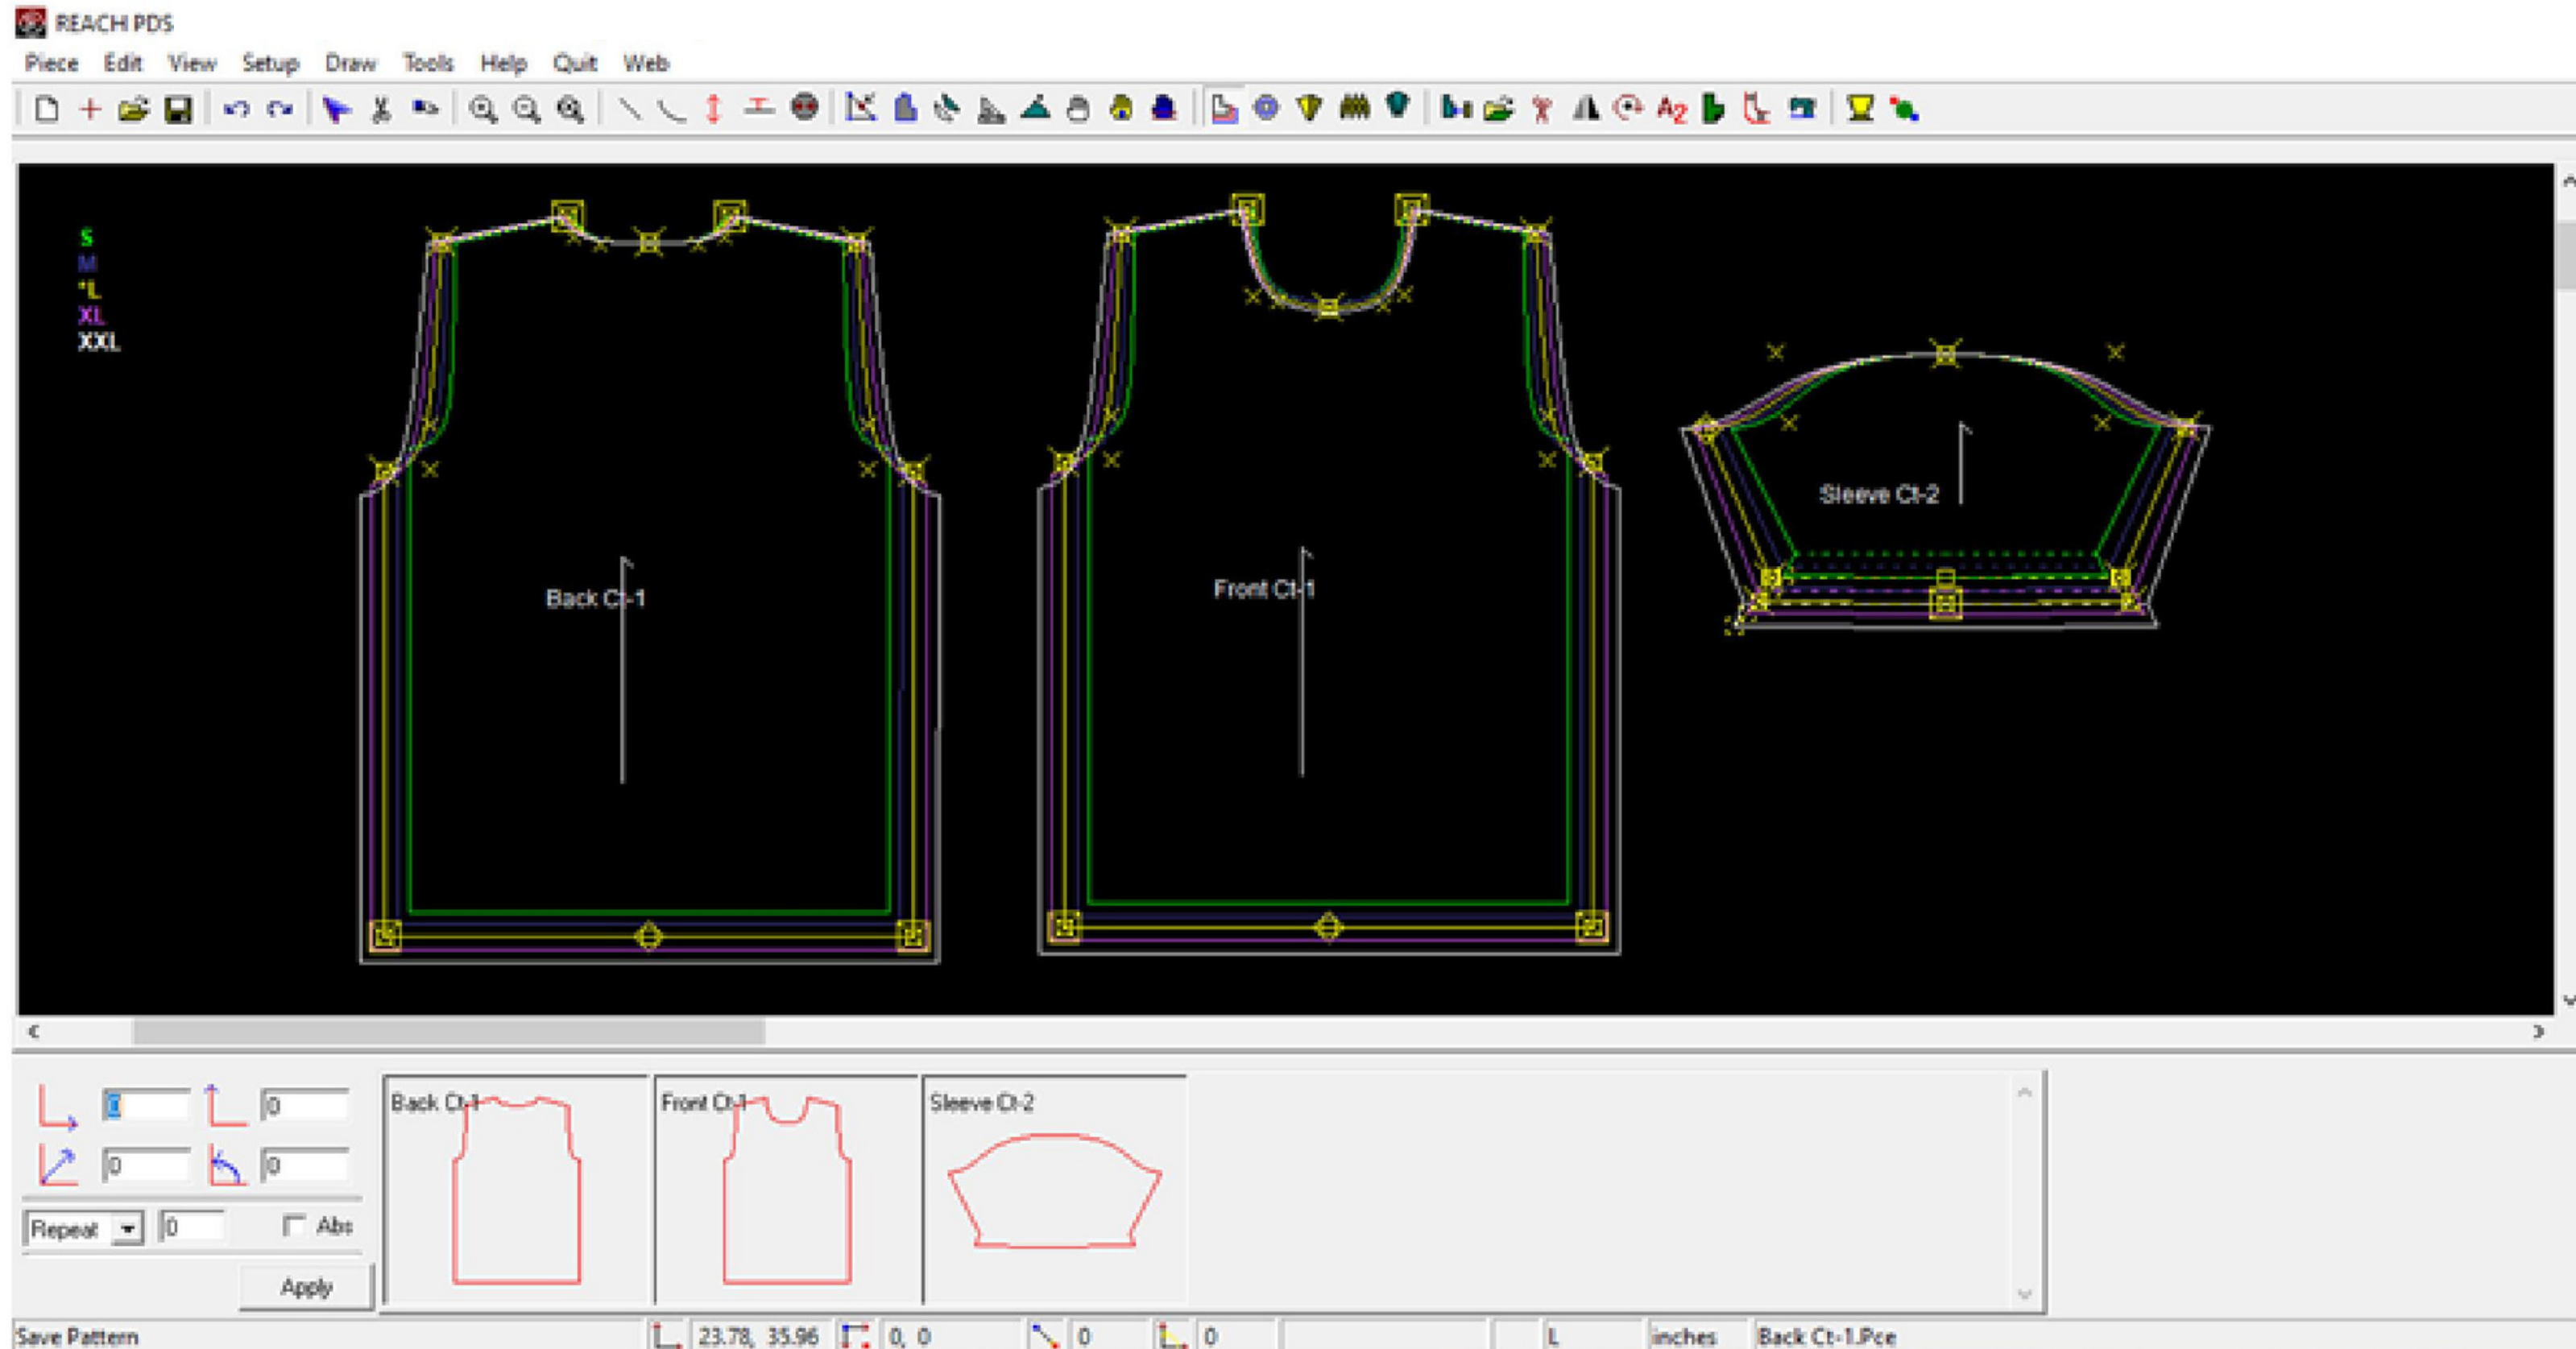 REACH PDS
Piece Edit View Setup Draw Tools Help Quit Web
A2
S
M
*L
XL
XXL
Back Ct-1
Front Ct-1
Sleeve Ct-2
0 0
Back Ct-1 Front Ct-1 Sleeve Ct-2
0 0
Repeat 0 Abs
Apply
Save Pattern 23.78, 35.96 0, 0 0 0 L inches Back Ct-1.Pce